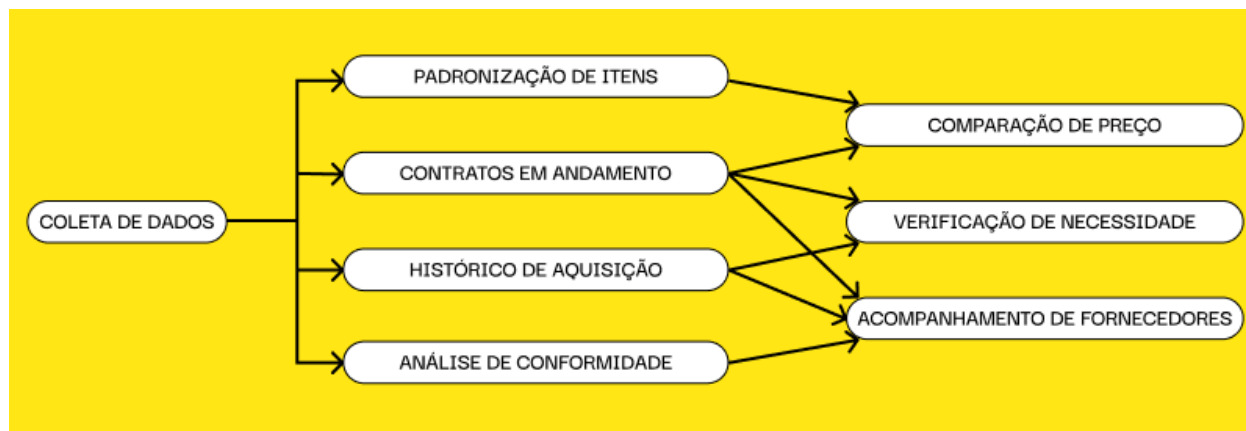 COLETA DE DADOS
PADRONIZAÇÃO DE ITENS
CONTRATOS EM ANDAMENTO
HISTÓRICO DE AQUISIÇÃO
ANÁLISE DE CONFORMIDADE
COMPARAÇÃO DE PREÇO
VERIFICAÇÃO DE NECESSIDADE
ACOMPANHAMENTO DE FORNECEDORES